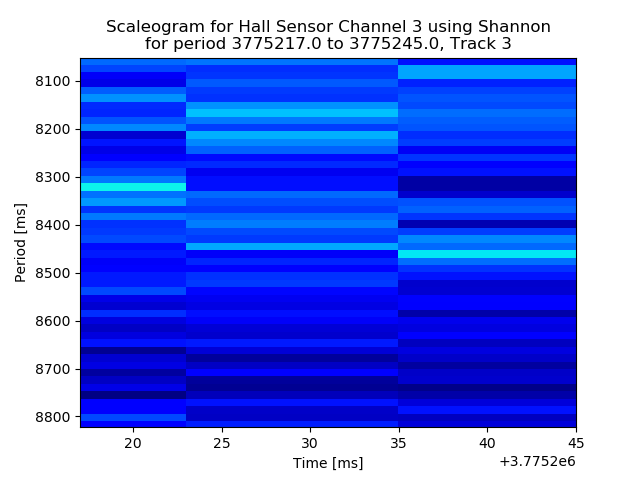 Scaleogram for Hall Sensor Channel 3 using Shannon
for period 3775217.0 to 3775245.0, Track 3
8100
8200
8300
8400
8500
8600
8700
8800
Period [ms]
20 25 30 35 40 45
Time [ms]
+3.7752e6